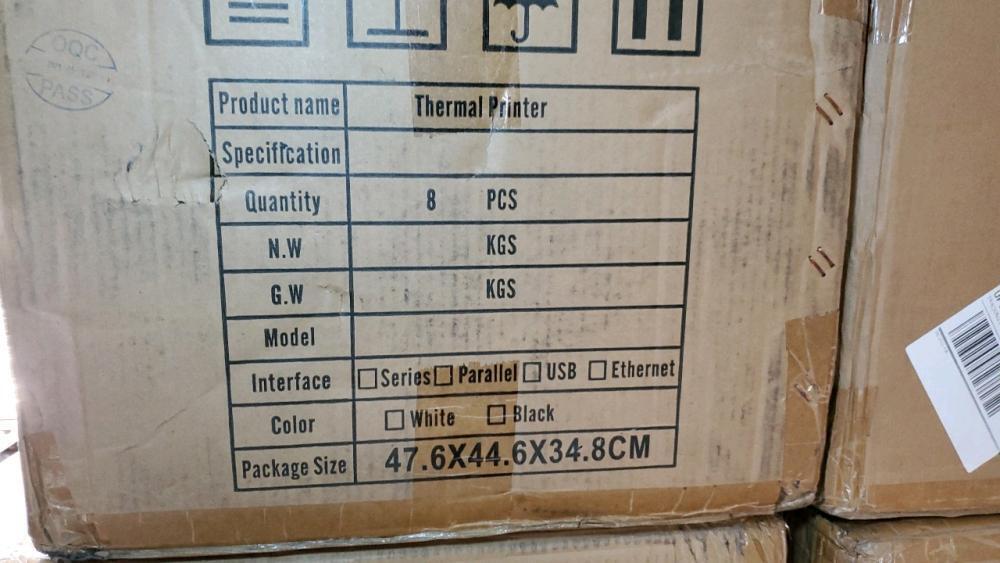 OQC
PASS
Product name Thermal Printer
Specification
Quantity 8 PCS
N.W KGS
G.W KGS
Model
Interface □Series□ Parallel□ USB □ Ethernet
Color □ White □ Black
Package Size 47.6X44.6X34.8CM